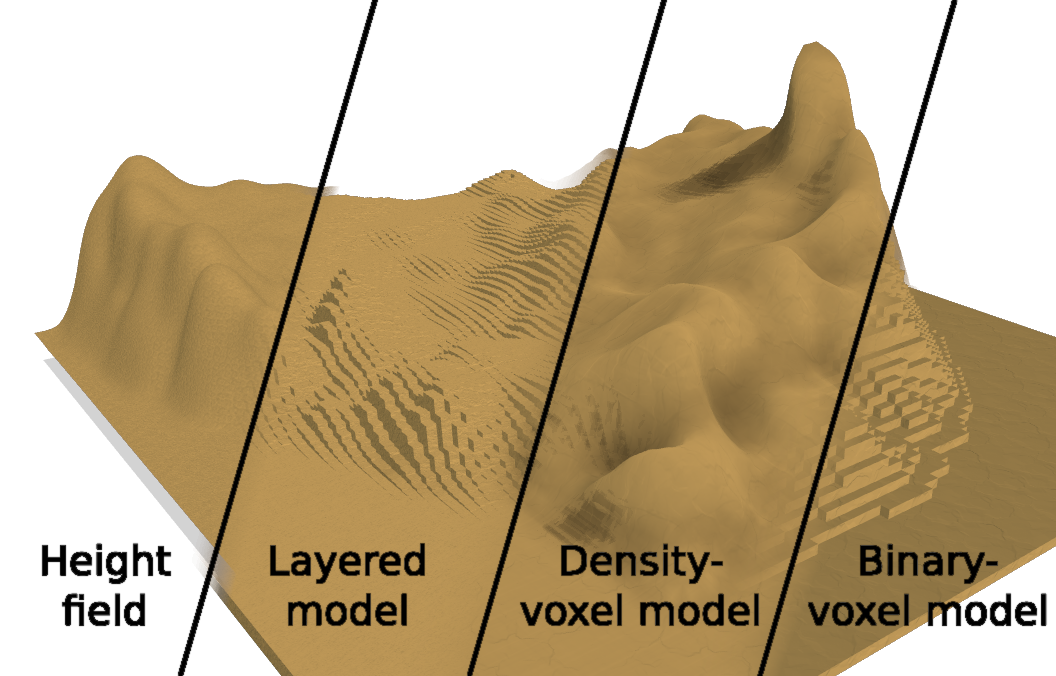 Height
field
Layered
model
Density-
voxel model
Binary-
voxel model